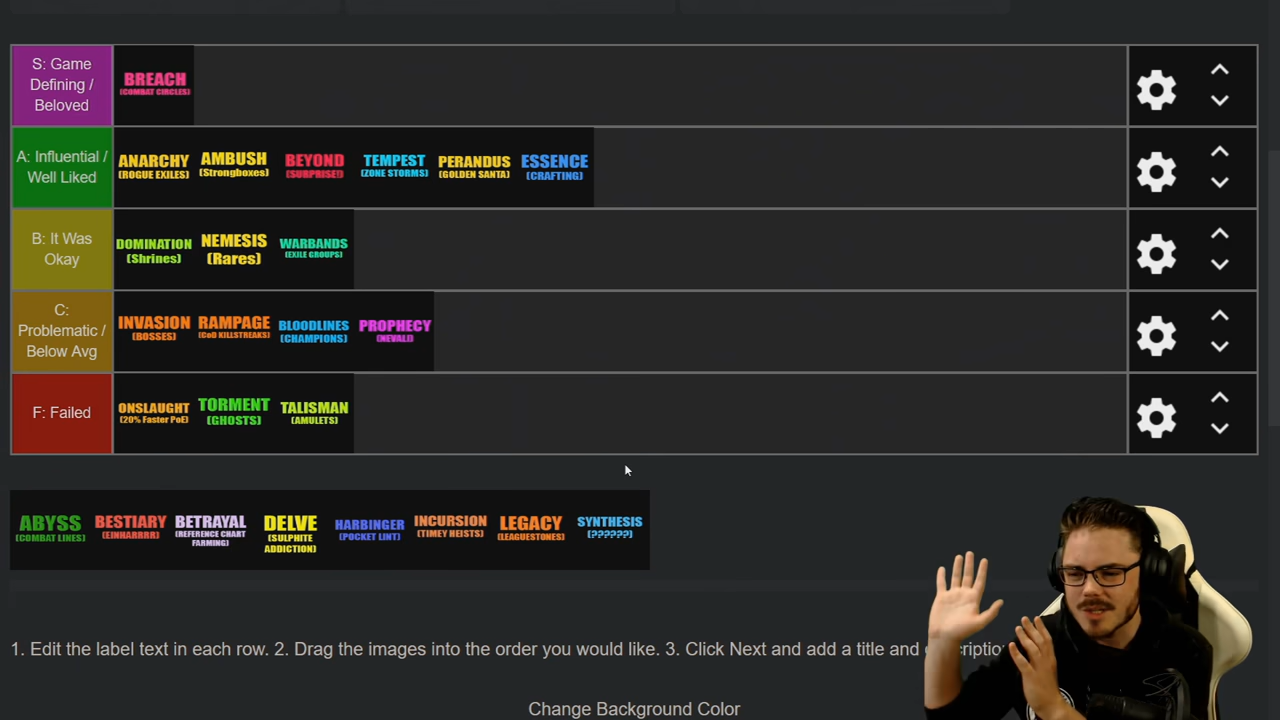 S: Game
Defining /
Beloved
BREACH
(COMBAT CIRCLES)
A: Influential /
Well Liked
ANARCHY
(ROGUE EXILES)
AMBUSH
(Strongboxes)
BEYOND
(SURPRISE!)
TEMPEST
(ZONE STORMS)
PERANDUS
(GOLDEN SANTA)
ESSENCE
(CRAFTING)
B: It Was
Okay
DOMINATION
(Shrines)
NEMESIS
(Rares)
WARBANDS
(EXILE GROUPS)
C:
Problematic /
Below Avg
INVASION
(BOSSES)
RAMPAGE
(CoD KILLSTREAKS)
BLOODLINES
(CHAMPIONS)
PROPHECY
(NEVALI)
F: Failed
ONSLAUGHT
(20% Faster PoE)
TORMENT
(GHOSTS)
TALISMAN
(AMULETS)
ABYSS
(COMBAT LINES)
BESTIARY
(EINHARRRR)
BETRAYAL
(REFERENCE CHART
FARMING)
DELVE
(SULPHITE
ADDICTION)
HARBINGER
(POCKET LINT)
INCURSION
(TIMEY HEISTS)
LEGACY
(LEAGUESTONES)
SYNTHESIS
(??????)
1. Edit the label text in each row. 2. Drag the images into the order you would like. 3. Click Next and add a title and
Change Background Color